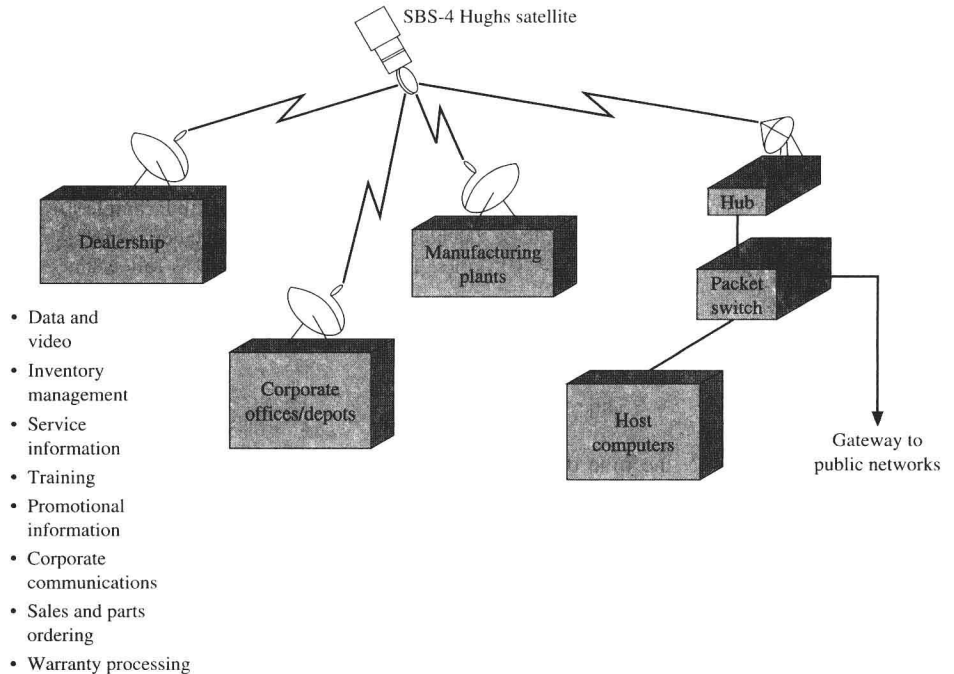 SBS-4 Hughs satellite
Dealership
Manufacturing
plants
Hub
Packet
switch
Corporate
offices/depots
Host
computers
Gateway to
public networks
• Data and
video
• Inventory
management
• Service
information
• Training
• Promotional
information
• Corporate
communications
• Sales and parts
ordering
• Warranty processing